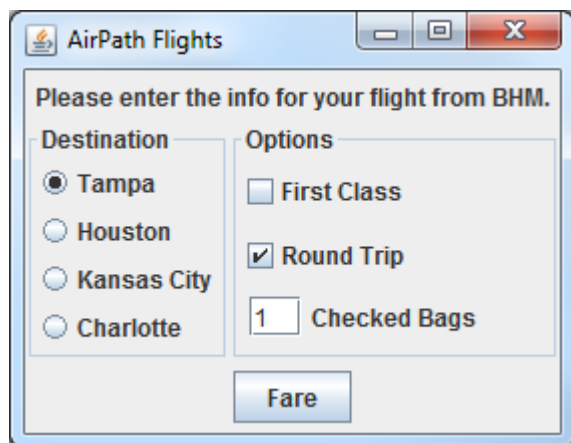 AirPath Flights
Please enter the info for your flight from BHM.
Destination
Tampa
Houston
Kansas City
Charlotte
Options
First Class
Round Trip
1 Checked Bags
Fare